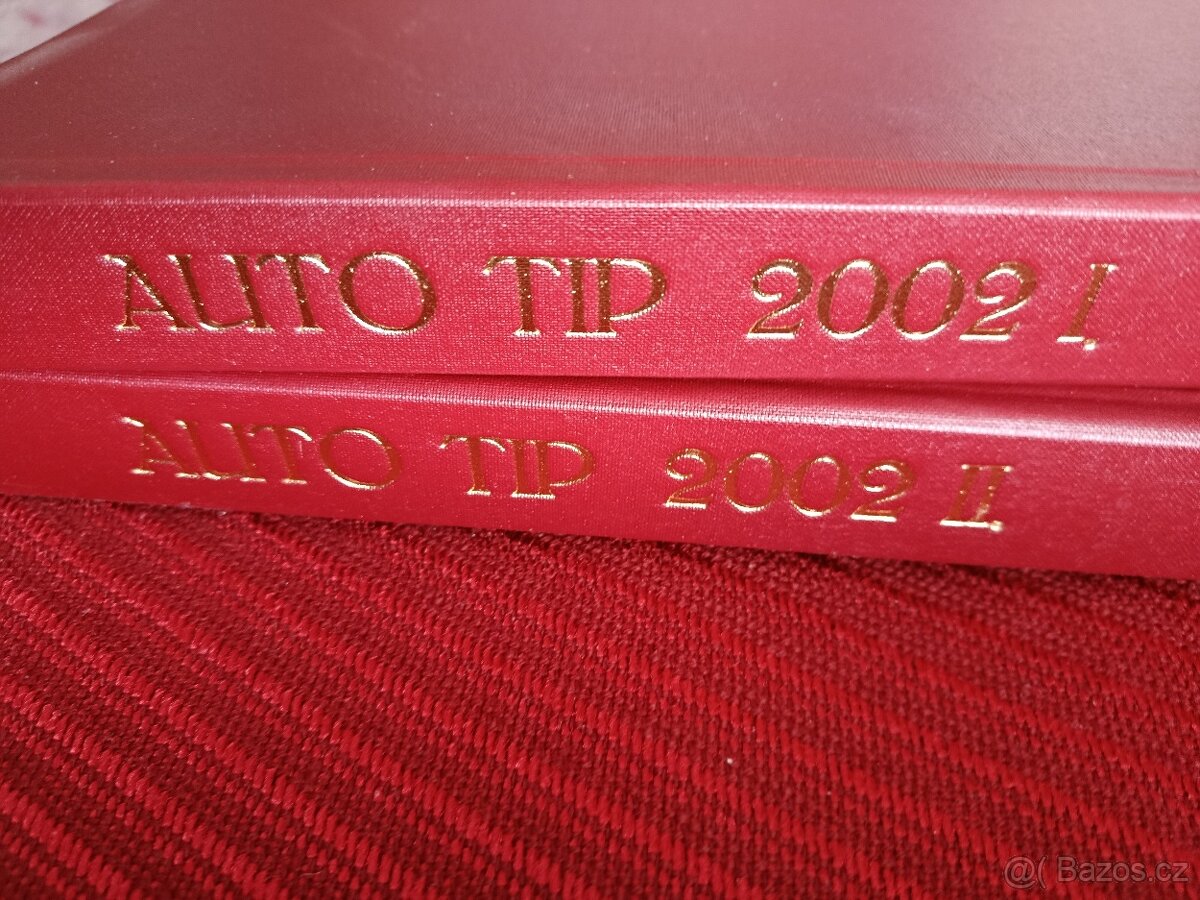 AUTO TIP 2002 I.
AUTO TIP 2002 II.
@( Bazos.cz